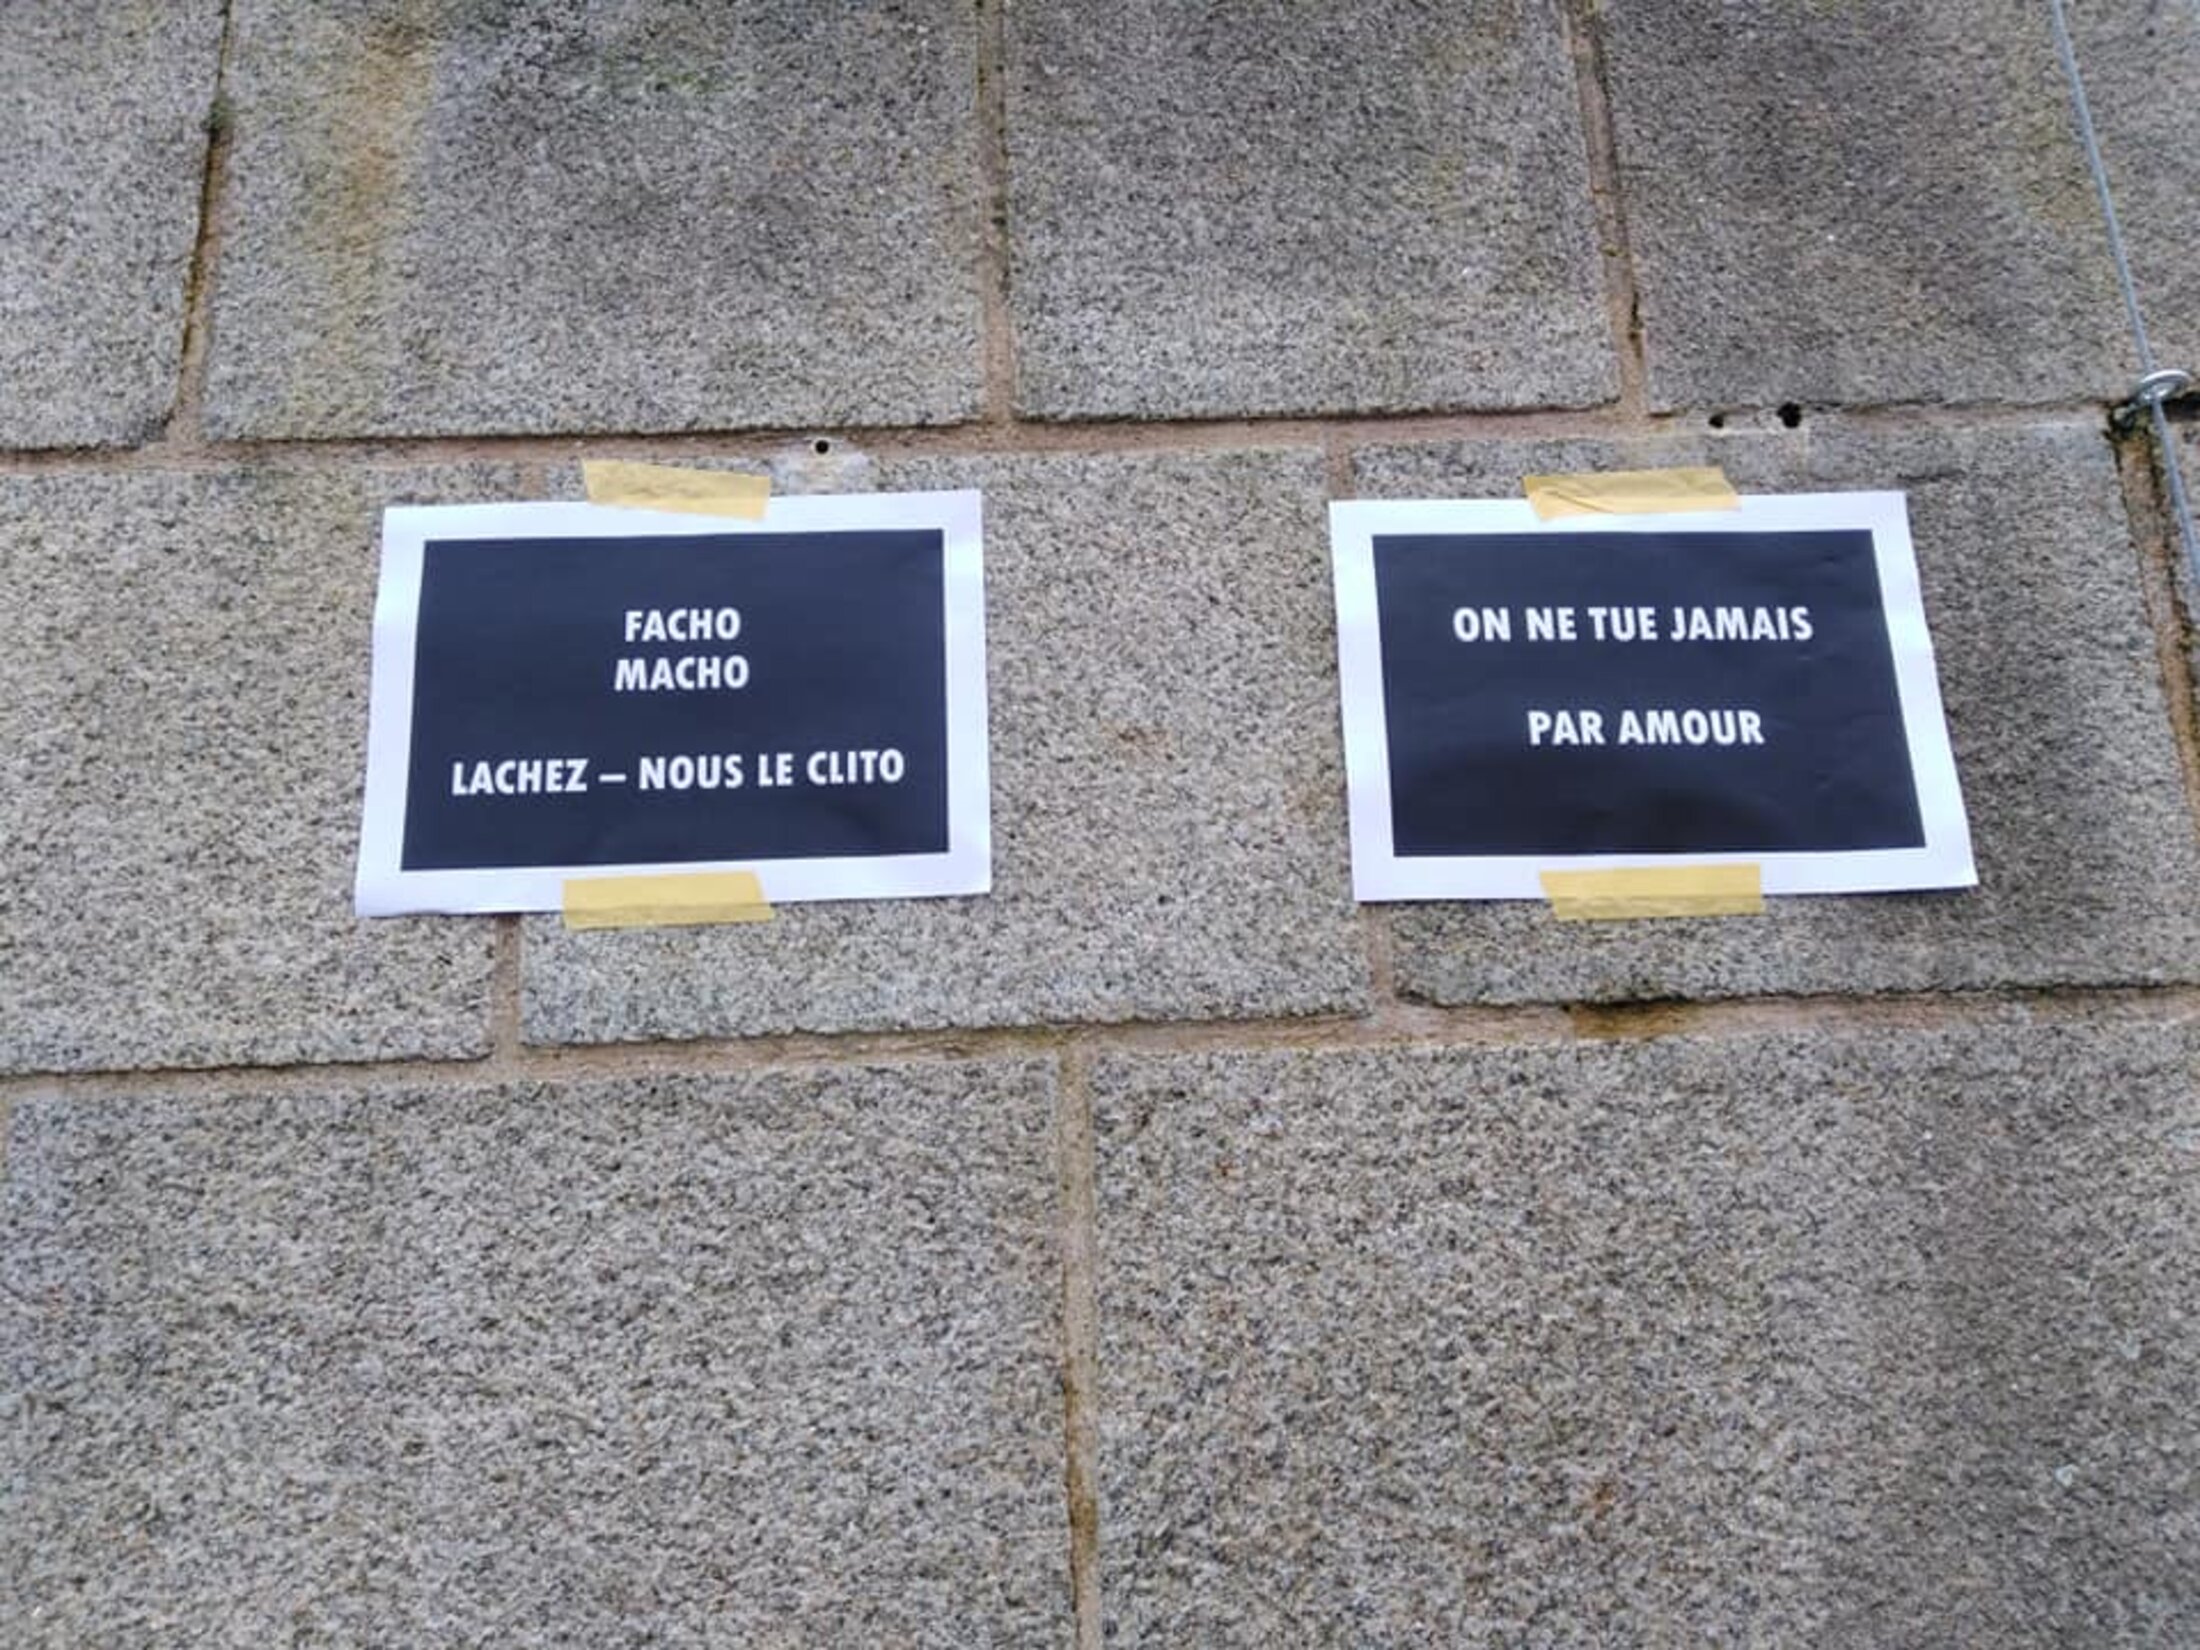 FACHO
MACHO
LACHEZ – NOUS LE CLITO
ON NE TUE JAMAIS
PAR AMOUR